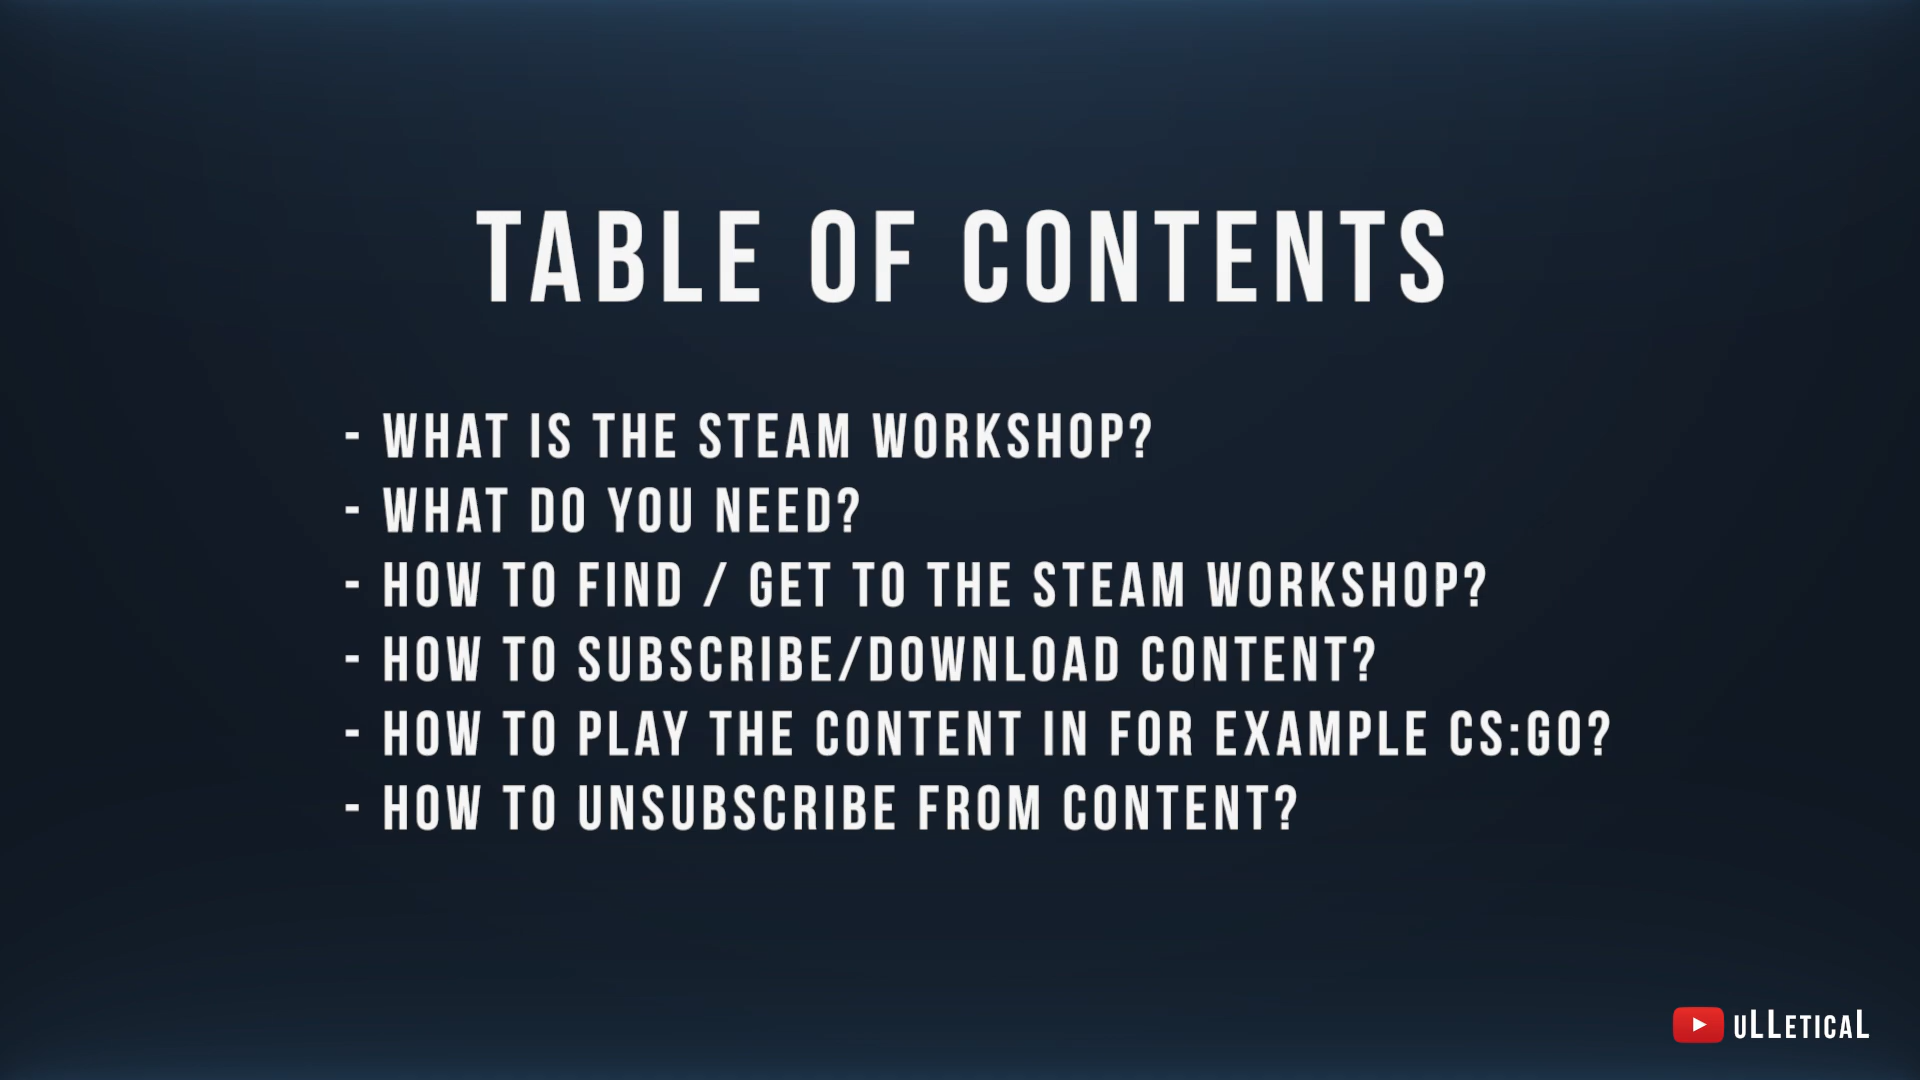 TABLE OF CONTENTS
- WHAT IS THE STEAM WORKSHOP?
- WHAT DO YOU NEED?
- HOW TO FIND / GET TO THE STEAM WORKSHOP?
- HOW TO SUBSCRIBE/DOWNLOAD CONTENT?
- HOW TO PLAY THE CONTENT IN FOR EXAMPLE CS:GO?
- HOW TO UNSUBSCRIBE FROM CONTENT?
uLLeticaL